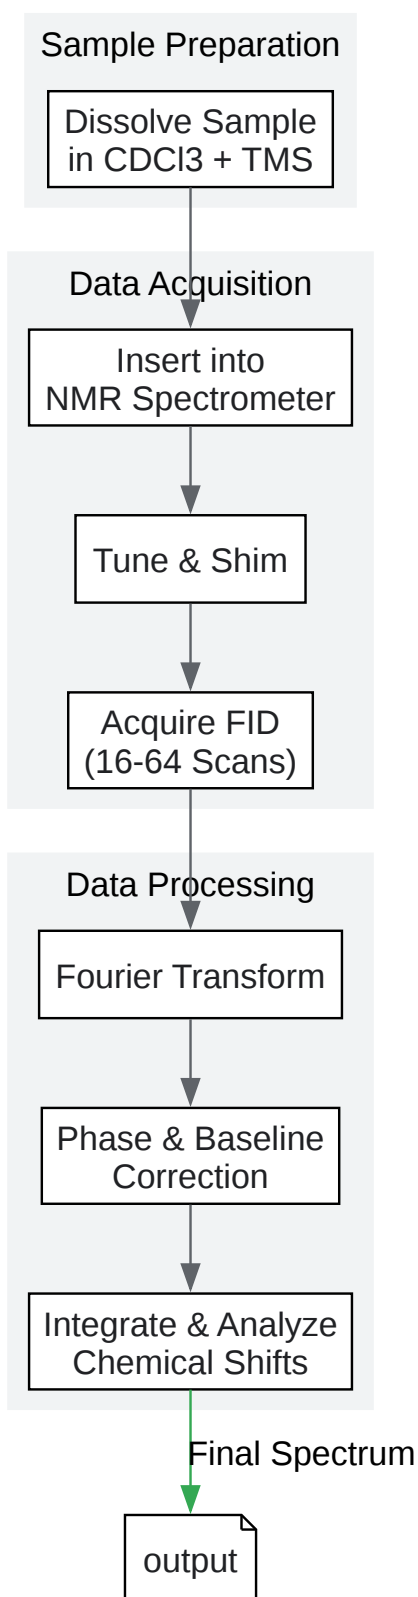 Sample Preparation
Dissolve Sample
in CDCl3 + TMS
Data Acquisition
Insert into
NMR Spectrometer
Tune & Shim
Acquire FID
(16-64 Scans)
Data Processing
Fourier Transform
Phase & Baseline
Correction
Integrate & Analyze
Chemical Shifts
Final Spectrum
output